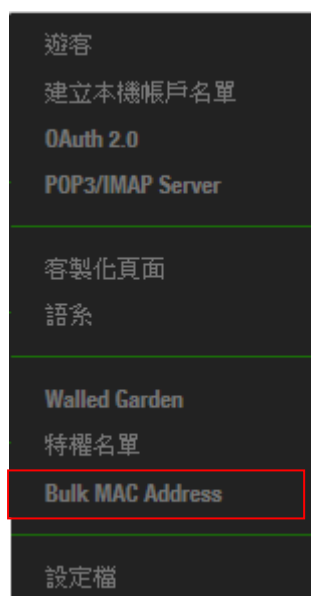 遊客
建立本機帳戶名單
OAuth 2.0
POP3/IMAP Server
客製化頁面
語系
Walled Garden
特權名單
Bulk MAC Address
設定檔